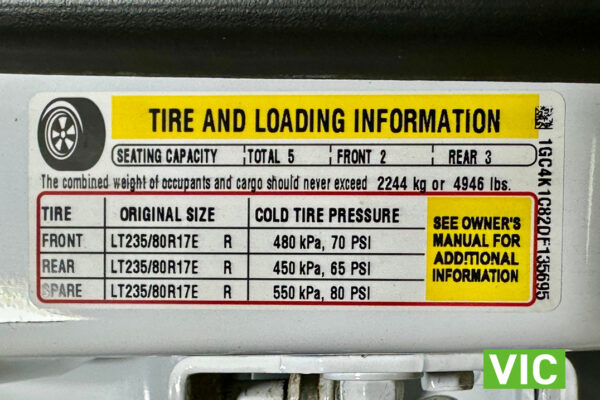 TIRE AND LOADING INFORMATION
SEATING CAPACITY TOTAL 5 FRONT 2 REAR 3
The combined weight of occupants and cargo should never exceed 2244 kg or 4946 lbs.
TIRE ORIGINAL SIZE COLD TIRE PRESSURE
FRONT LT235/80R17E R 480 kPa, 70 PSI
REAR LT235/80R17E R 450 kPa, 65 PSI
SPARE LT235/80R17E R 550 kPa, 80 PSI
SEE OWNER'S
MANUAL FOR
ADDITIONAL
INFORMATION
1GC4K1C82DF135695
VIC